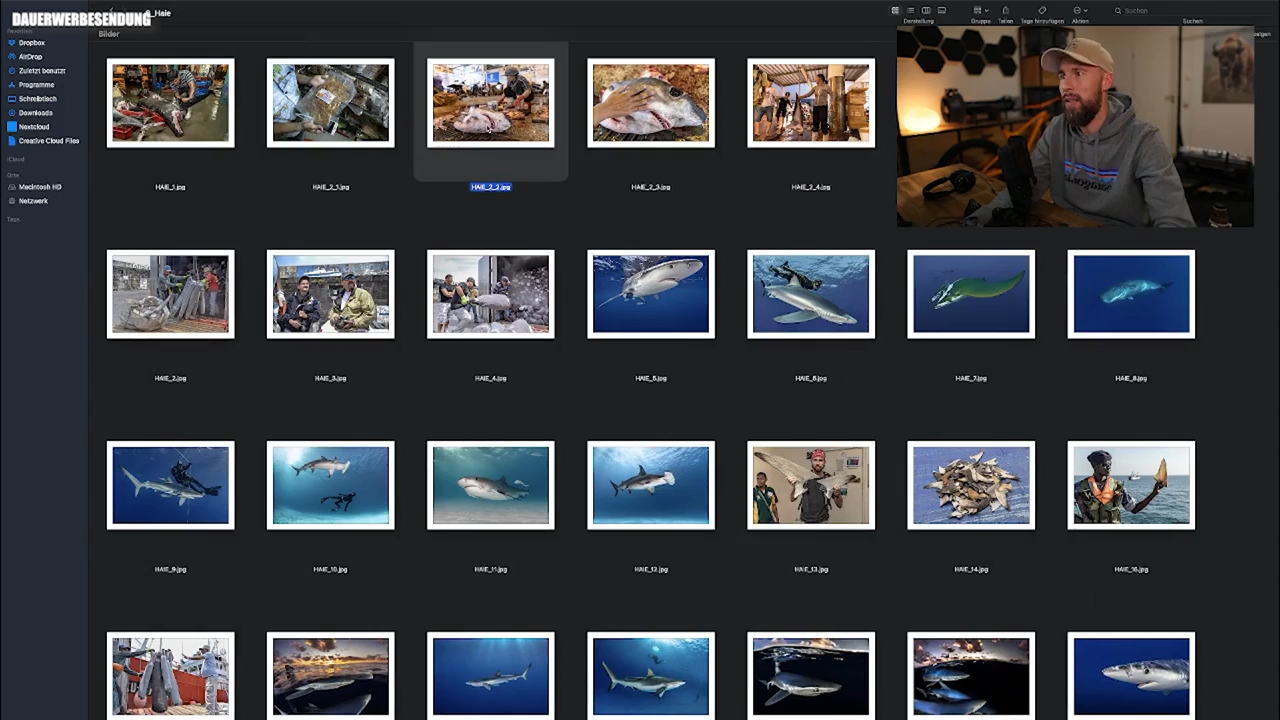 DAUERWERBESENDUNG
_Haie
Darstellung
Gruppe
Teilen
Tags hinzufügen
Aktion
Suchen
Suchen
Bilder
Favoriten
Dropbox
AirDrop
Zuletzt benutzt
Programme
Schreibtisch
Downloads
Nextcloud
Creative Cloud Files
iCloud
Orte
Macintosh HD
Netzwerk
Tags
HAIE_1.jpg
HAIE_2_1.jpg
HAIE_2_2.jpg
HAIE_2_3.jpg
HAIE_2_4.jpg
HAIE_2.jpg
HAIE_3.jpg
HAIE_4.jpg
HAIE_5.jpg
HAIE_6.jpg
HAIE_7.jpg
HAIE_8.jpg
HAIE_9.jpg
HAIE_10.jpg
HAIE_11.jpg
HAIE_12.jpg
HAIE_13.jpg
HAIE_14.jpg
HAIE_15.jpg